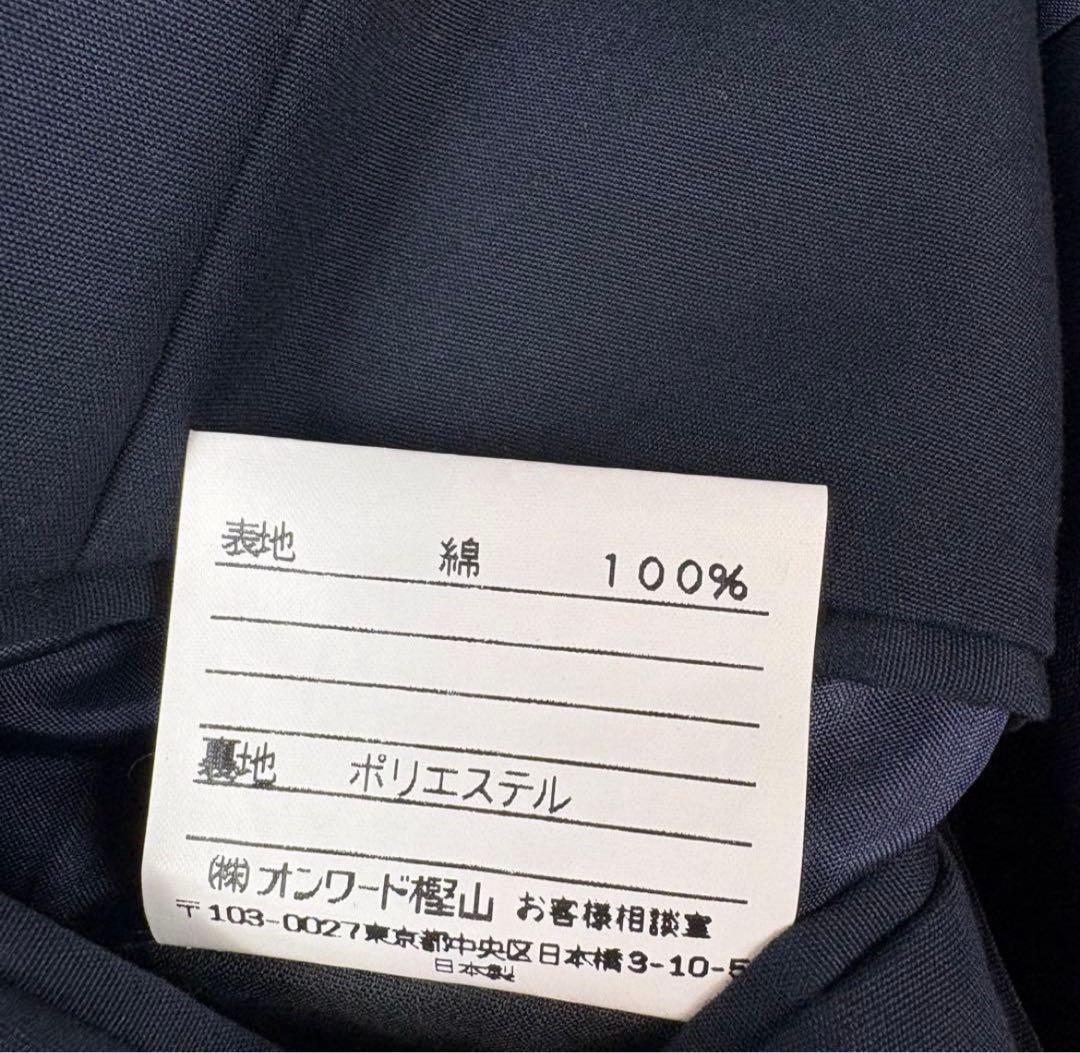 表地 綿 100%
裏地 ポリエステル
(株)オンワード樫山 お客様相談室
〒103-0027東京都中央区日本橋3-10-5
日本製